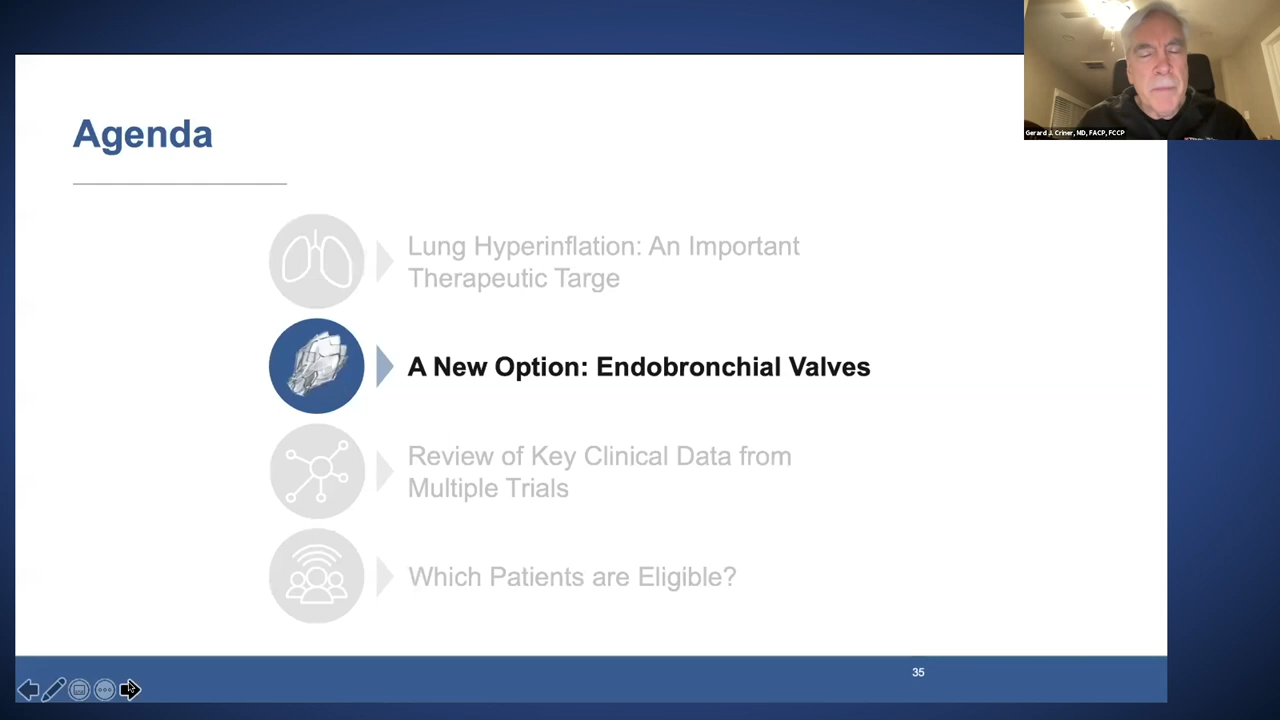 Gerard J. Criner, MD, FACP, FCCP
Agenda
Lung Hyperinflation: An Important
Therapeutic Targe
A New Option: Endobronchial Valves
Review of Key Clinical Data from
Multiple Trials
Which Patients are Eligible?
35